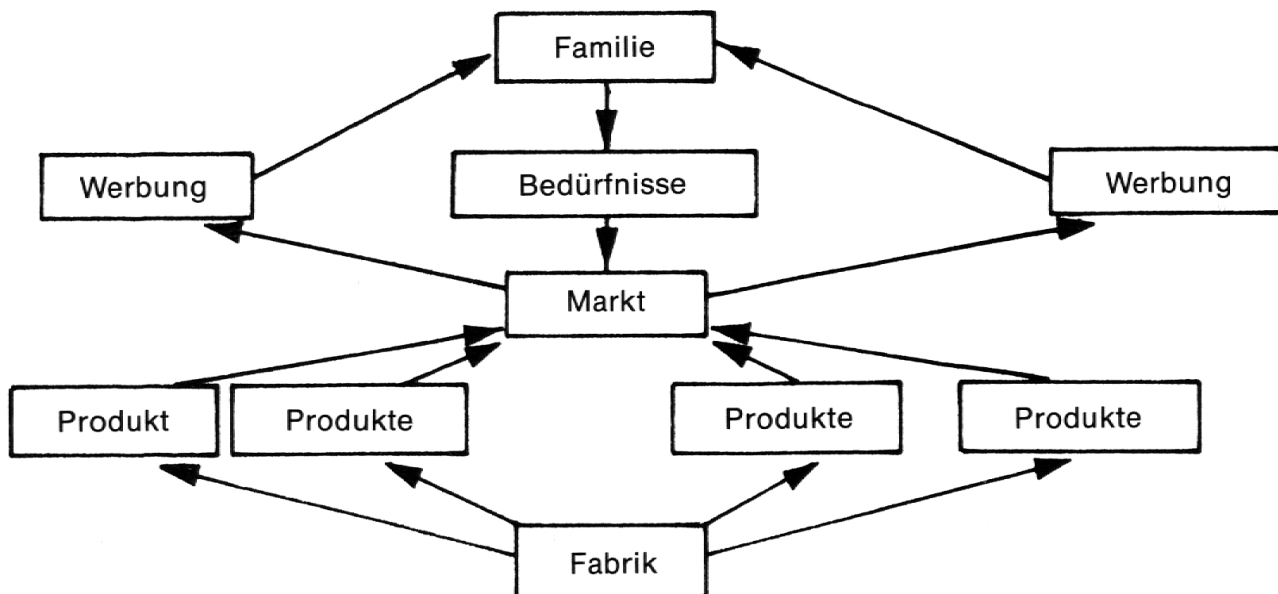 Familie
Werbung
Bedürfnisse
Werbung
Markt
Produkt
Produkte
Produkte
Produkte
Fabrik